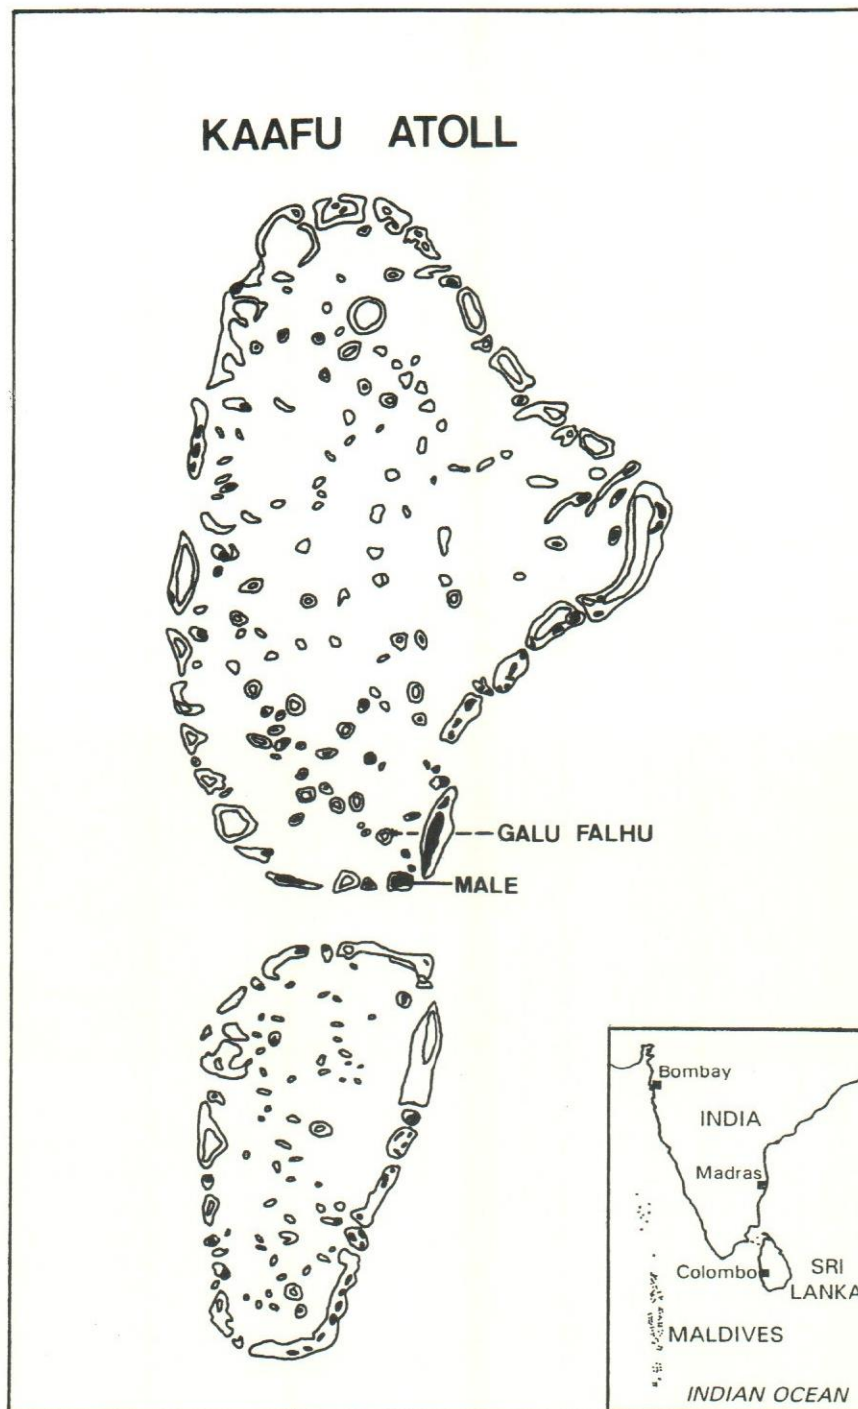 KAAFU ATOLL
GALU FALHU
MALE
Bombay
INDIA
Madras
Colombo
SRI
LANKA
MALDIVES
INDIAN OCEAN